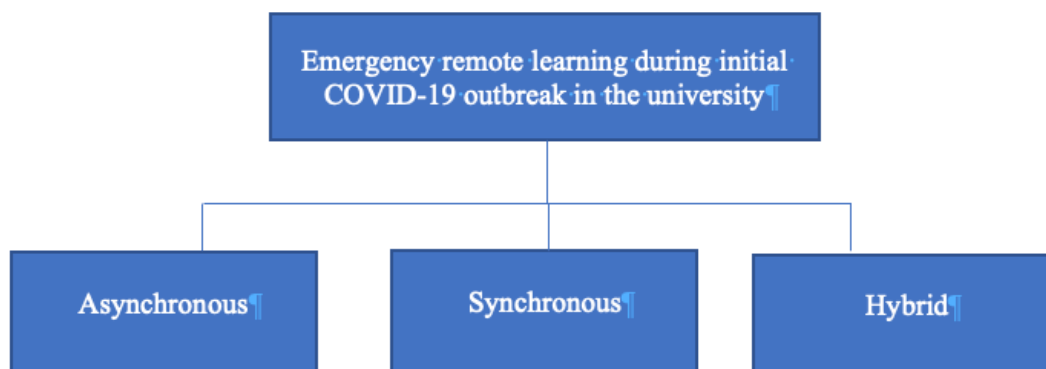 Emergency remote learning during initial
COVID-19 outbreak in the university¶
Asynchronous¶
Synchronous¶
Hybrid¶